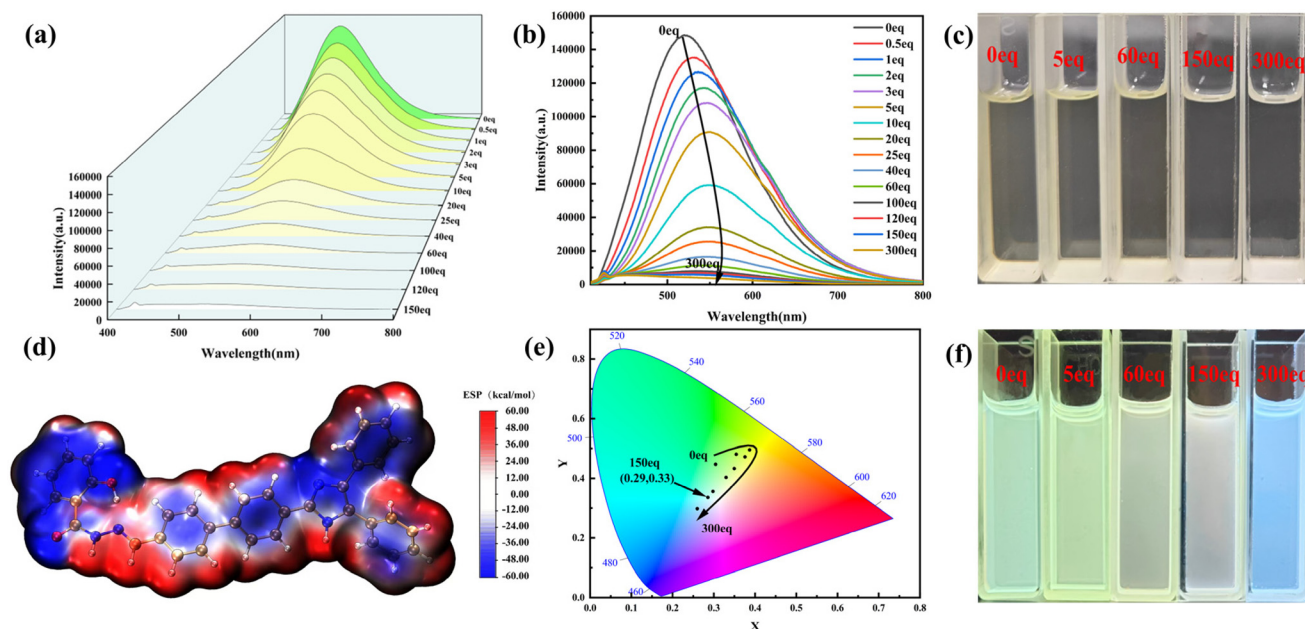 (a)
160000
140000
120000
100000
80000
60000
40000
20000
0
Intensity(a.u.)
400
500
600
700
800
Wavelength(nm)
0eq
0.5eq
1eq
2eq
3eq
5eq
10eq
20eq
25eq
40eq
60eq
100eq
120eq
150eq
(b)
160000
140000
120000
100000
80000
60000
40000
20000
0
Intensity(a.u.)
500
600
700
800
Wavelength(nm)
0eq
300eq
0eq
0.5eq
1eq
2eq
3eq
5eq
10eq
20eq
25eq
40eq
60eq
100eq
120eq
150eq
300eq
(c)
0eq 5eq 60eq 150eq 300eq
(d)
ESP (kcal/mol)
60.00
48.00
36.00
24.00
12.00
0.00
-12.00
-24.00
-36.00
-48.00
-60.00
(e)
0.8
0.6
0.4
0.2
0.0
Y
0.0 0.1 0.2 0.3 0.4 0.5 0.6 0.7 0.8
X
520
540
560
500
580
600
620
480
460
0eq
150eq
(0.29,0.33)
300eq
(f)
0eq 5eq 60eq 150eq 300eq